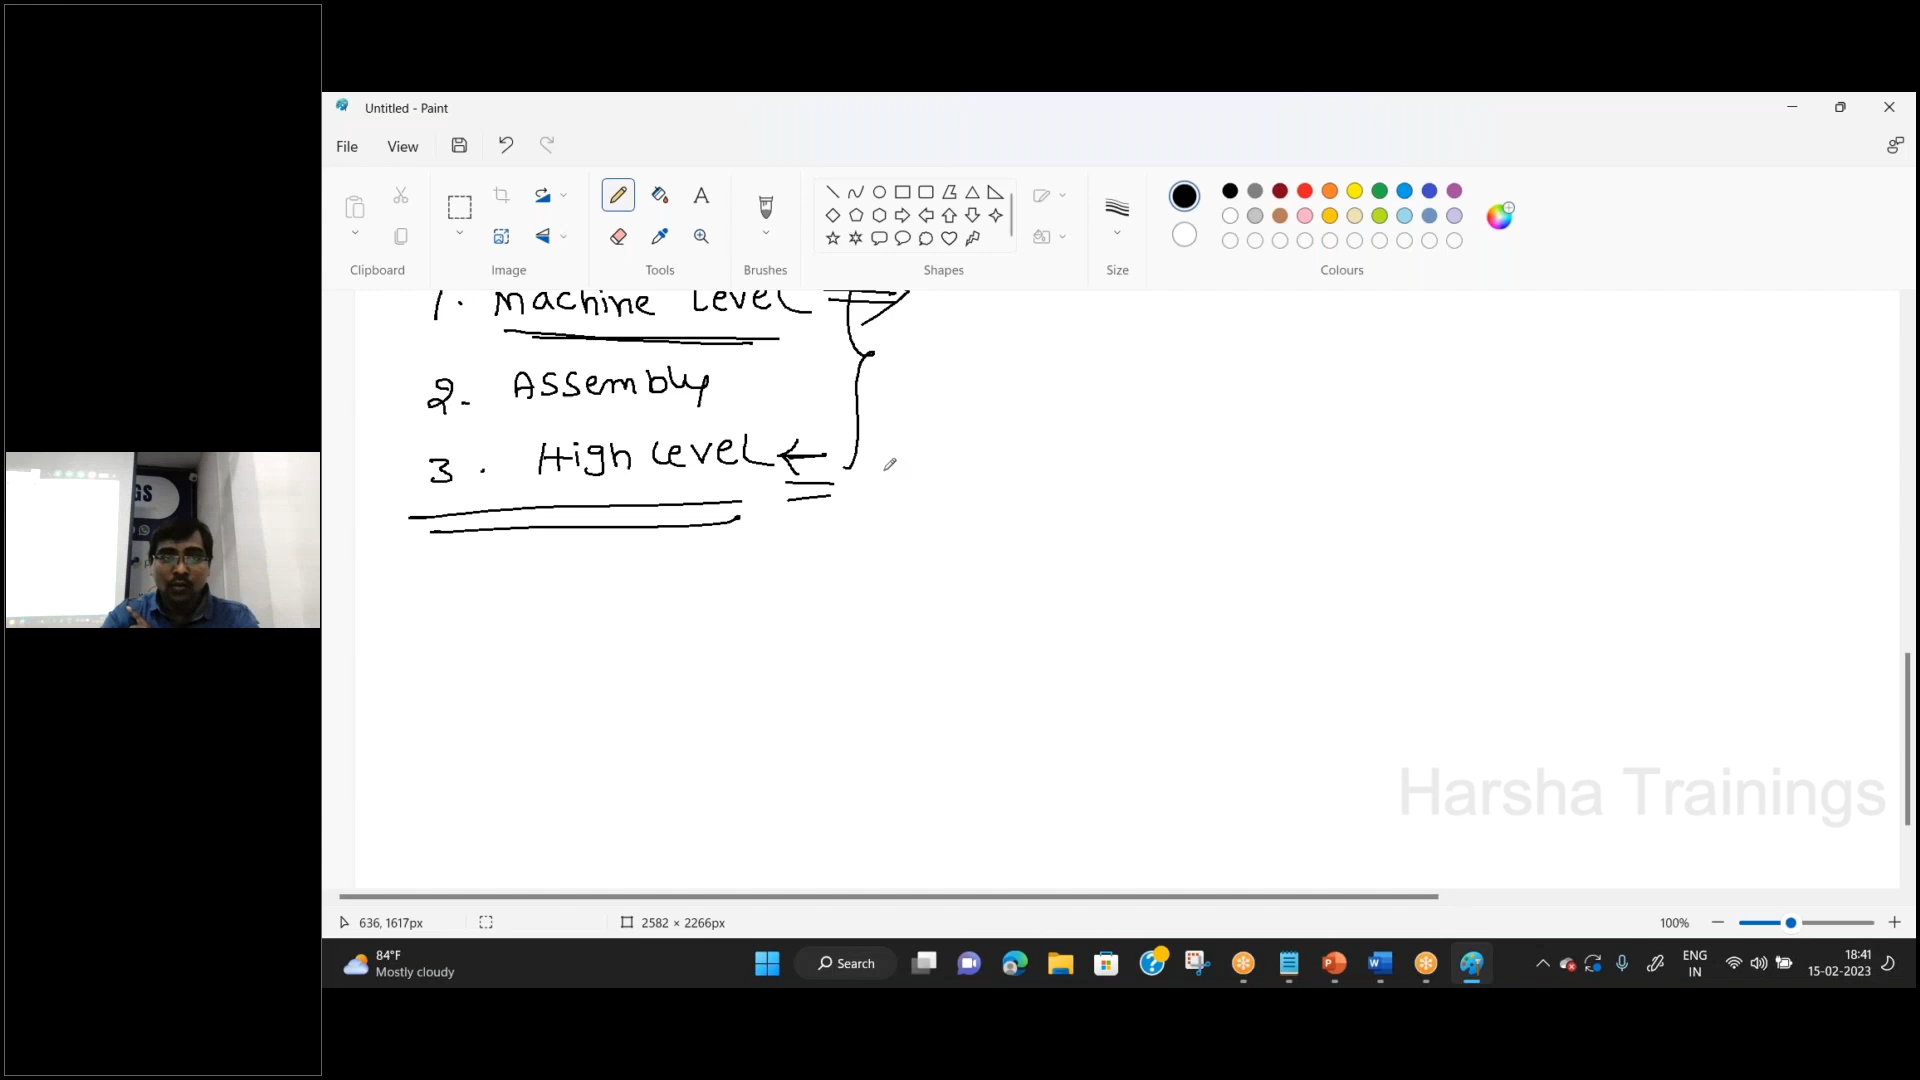 Untitled - Paint
File View
Clipboard Image Tools Brushes Shapes Size Colours
1. Machine Level
2. Assembly
3. High Level
GS
Harsha Trainings
636, 1617px 2582 × 2266px 100%
84°F
Mostly cloudy
Search
ENG
IN
18:41
15-02-2023